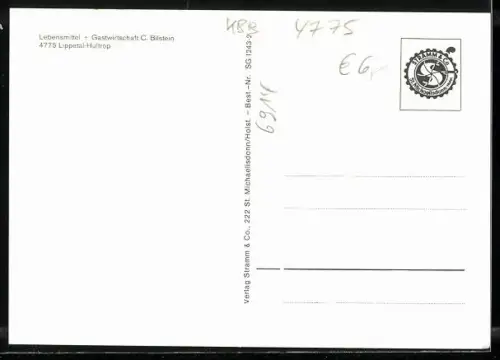 Lebensmittel + Gastwirtschaft C. Bilstein
4779 Lippetal-Hultrop
488 4775
€ 6,-
6914
Verlag Stramm & Co., 222 St. Michaelisdonn/Holst. - Best.-Nr. SG 1343-5
STRAMM & CO.